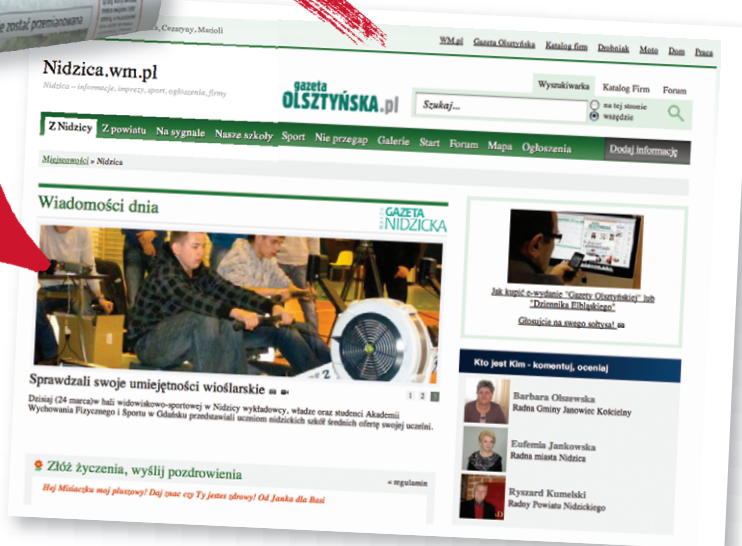 zostać przemianowana
Cezaryny, Marioli
WM.pl Gazeta Olsztyńska Katalog firm Drobniak Moto Dom Praca
Nidzica.wm.pl
Nidzica – informacje, imprezy, sport, ogłoszenia, firmy
gazeta
OLSZTYŃSKA.pl
Wyszukiwarka Katalog Firm Forum
Szukaj...
na tej stronie
wszędzie
Z Nidzicy Z powiatu Na sygnale Nasze szkoły Sport Nie przegap Galerie Start Forum Mapa Ogłoszenia Dodaj informację
Miejscowości » Nidzica
Wiadomości dnia
GAZETA
NIDZICKA
Sprawdzali swoje umiejętności wioślarskie
1 2 3
Dzisiaj (24 marca)w hali widowiskowo-sportowej w Nidzicy wykładowcy, władze oraz studenci Akademii
Wychowania Fizycznego i Sportu w Gdańsku przedstawiali uczniom nidzickich szkół średnich ofertę swojej uczelni.
Złóż życzenia, wyślij pozdrowienia
« regulamin
Hej Misiaczku moj pluszowy! Daj znac czy Ty jestes zdrowy! Od Janka dla Basi
Jak kupić e-wydanie "Gazety Olsztyńskiej" lub
"Dziennika Elbląskiego"
Głosujcie na swego sołtysa!
Kto jest Kim - komentuj, oceniaj
Barbara Olszewska
Radna Gminy Janowiec Kościelny
Eufemia Jankowska
Radna miasta Nidzica
Ryszard Kumelski
Radny Powiatu Nidzickiego